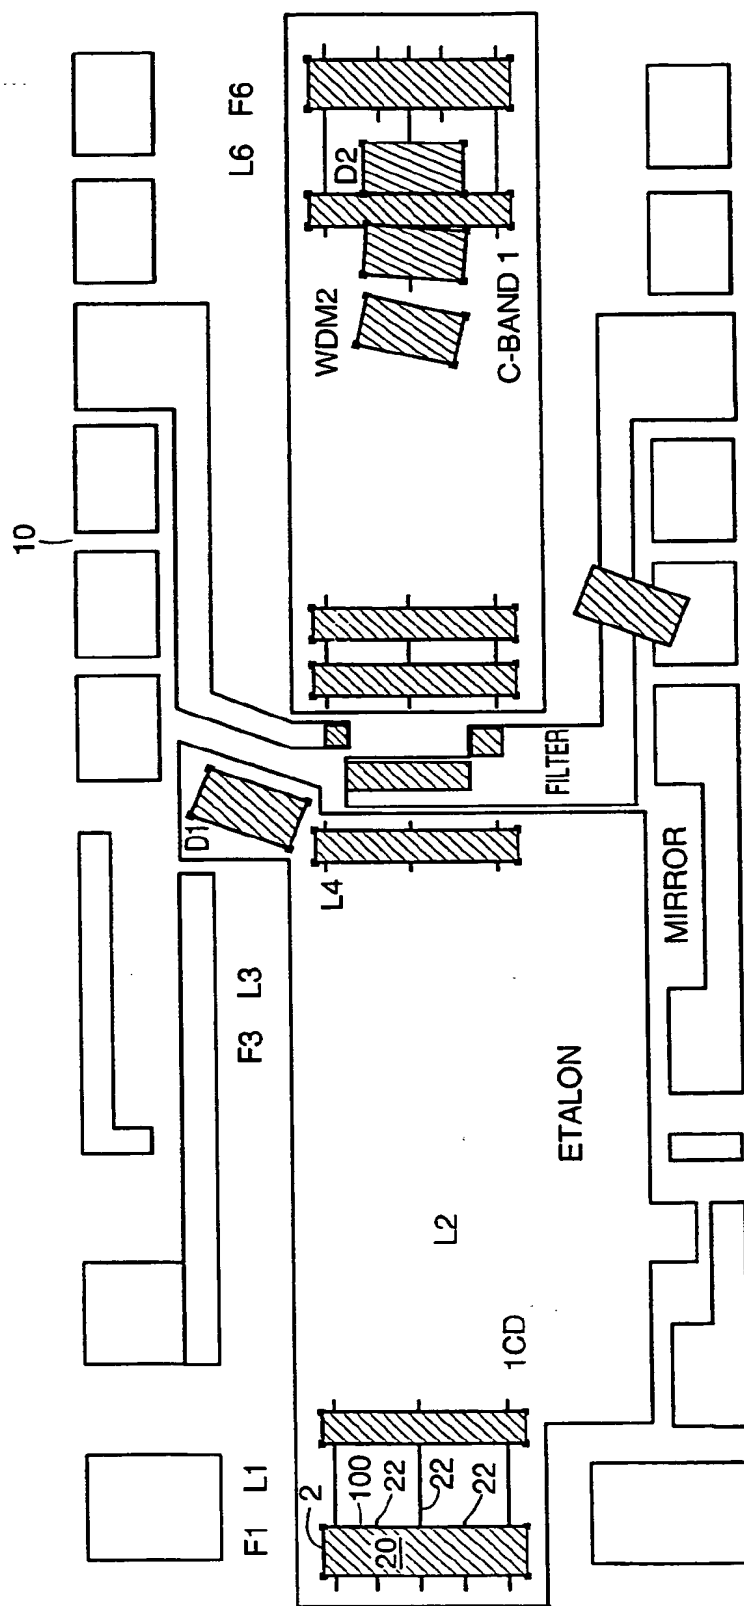 10
L6 F6
D2
WDM2
C-BAND 1
D1
FILTER
L4
MIRROR
F3 L3
ETALON
L2
1CD
F1 L1
2
100
22
22
22
20